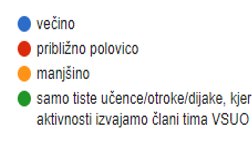 večino
približno polovico
manjšino
samo tiste učence/otroke/dijake, kjer
aktivnosti izvajamo člani tima VSUO